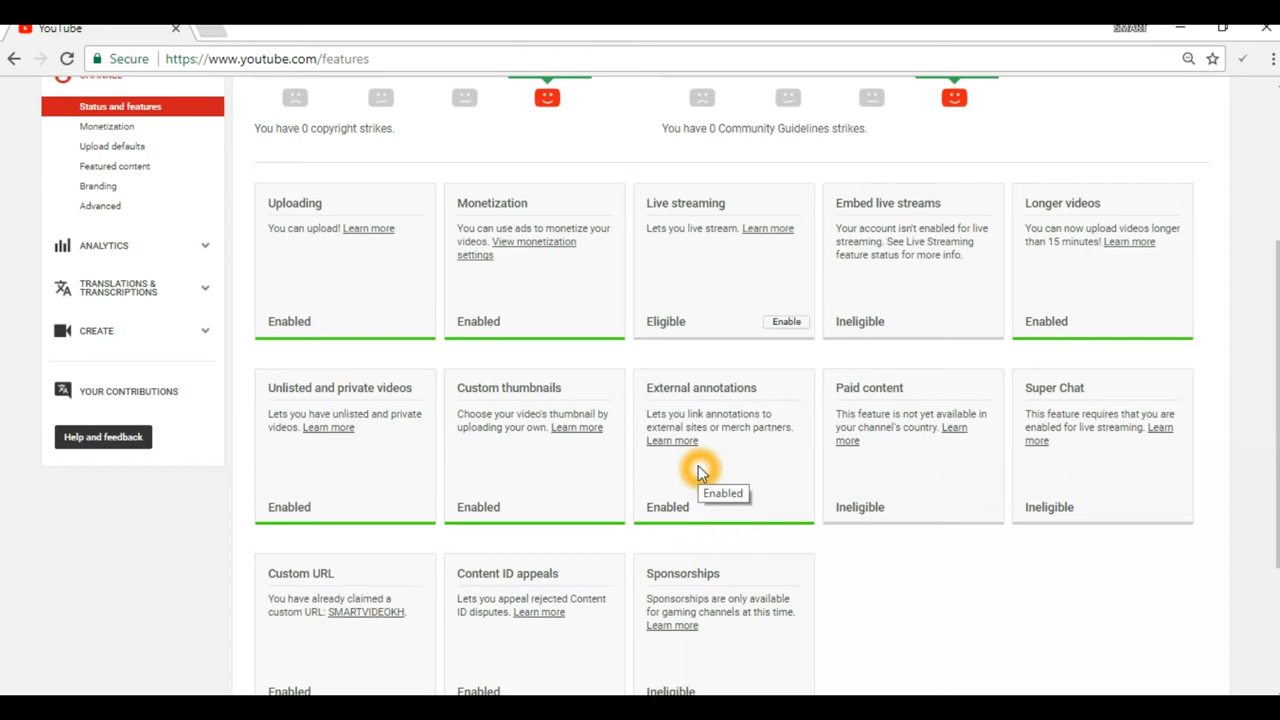 YouTube
SMART
Secure https://www.youtube.com/features
CHANNEL
Status and features
Monetization
Upload defaults
Featured content
Branding
Advanced
ANALYTICS
TRANSLATIONS &
TRANSCRIPTIONS
CREATE
YOUR CONTRIBUTIONS
Help and feedback
You have 0 copyright strikes.
You have 0 Community Guidelines strikes.
Uploading
You can upload! Learn more
Enabled
Monetization
You can use ads to monetize your
videos. View monetization
settings
Enabled
Live streaming
Lets you live stream. Learn more
Eligible
Enable
Embed live streams
Your account isn't enabled for live
streaming. See Live Streaming
feature status for more info.
Ineligible
Longer videos
You can now upload videos longer
than 15 minutes! Learn more
Enabled
Unlisted and private videos
Lets you have unlisted and private
videos. Learn more
Enabled
Custom thumbnails
Choose your video's thumbnail by
uploading your own. Learn more
Enabled
External annotations
Lets you link annotations to
external sites or merch partners.
Learn more
Enabled
Enabled
Paid content
This feature is not yet available in
your channel's country. Learn
more
Ineligible
Super Chat
This feature requires that you are
enabled for live streaming. Learn
more
Ineligible
Custom URL
You have already claimed a
custom URL: SMARTVIDEOKH.
Enabled
Content ID appeals
Lets you appeal rejected Content
ID disputes. Learn more
Enabled
Sponsorships
Sponsorships are only available
for gaming channels at this time.
Learn more
Ineligible